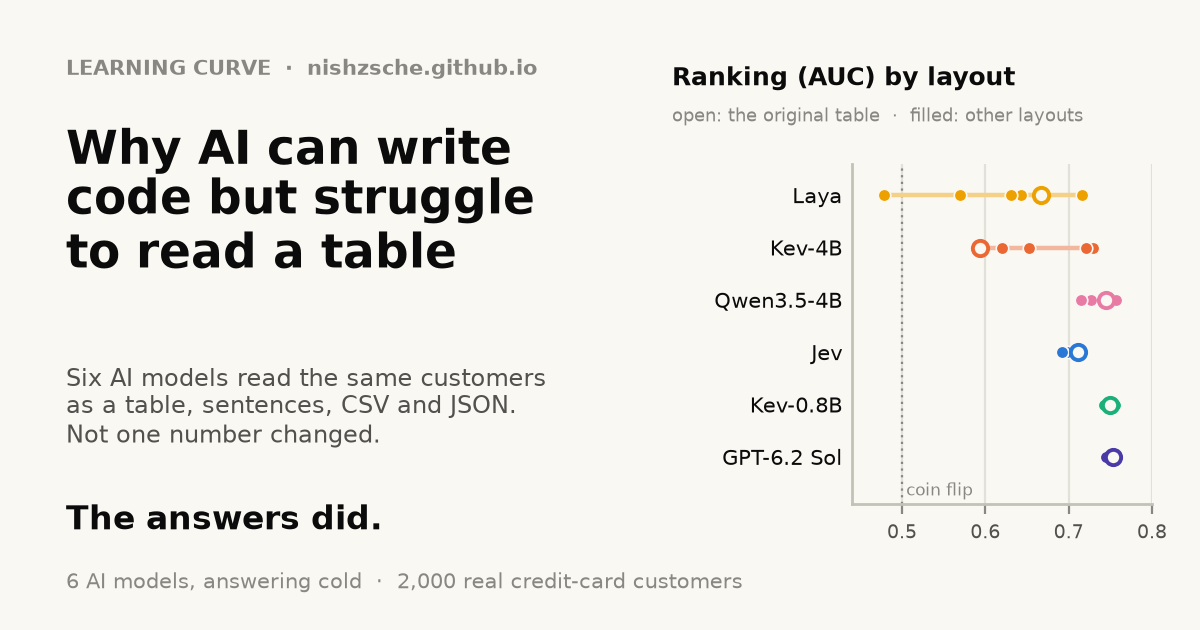 LEARNING CURVE · nishzsche.github.io
Why AI can write
code but struggle
to read a table
Six AI models read the same customers
as a table, sentences, CSV and JSON.
Not one number changed.
The answers did.
6 AI models, answering cold · 2,000 real credit-card customers
Ranking (AUC) by layout
open: the original table · filled: other layouts
Laya
Kev-4B
Qwen3.5-4B
Jev
Kev-0.8B
GPT-6.2 Sol
coin flip
0.5 0.6 0.7 0.8